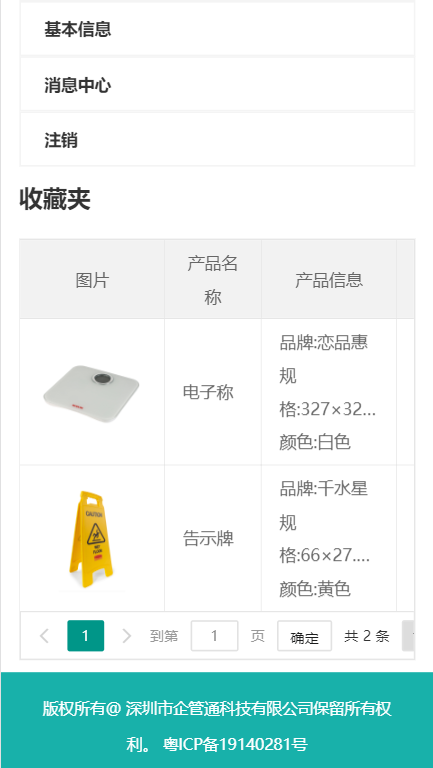 基本信息
消息中心
注销
收藏夹
图片
产品名
称
产品信息
电子称
品牌:恋品惠
规
格:327×32...
颜色:白色
告示牌
品牌:千水星
规
格:66×27....
颜色:黄色
1 到第 1 页 确定 共 2 条
版权所有@ 深圳市企管通科技有限公司保留所有权
利。 粤ICP备19140281号